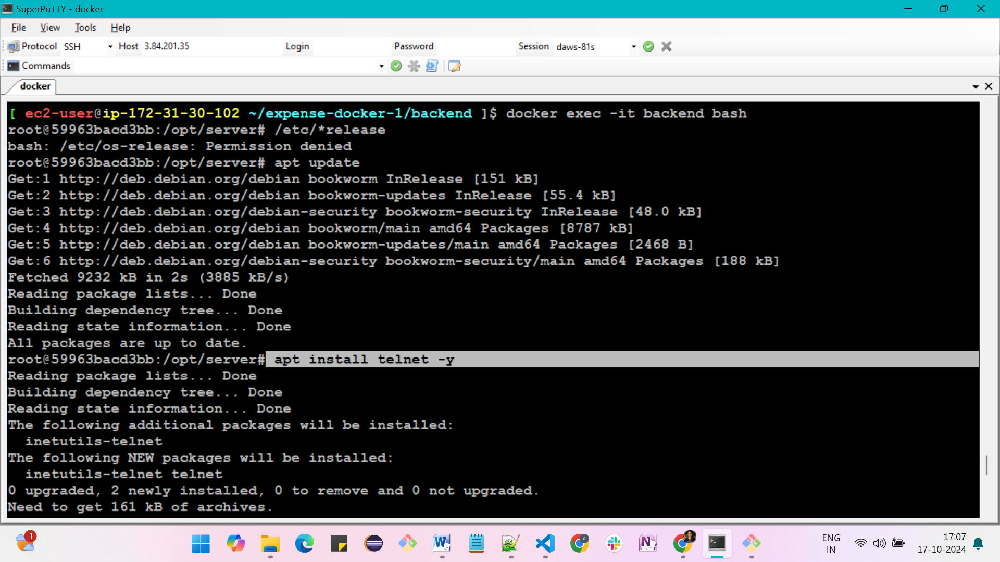 SuperPuTTY - docker
File View Tools Help
Protocol SSH Host 3.84.201.35 Login Password Session daws-81s
Commands
docker
[ ec2-user@ip-172-31-30-102 ~/expense-docker-1/backend ]$ docker exec -it backend bash
root@59963bacd3bb:/opt/server# /etc/*release
bash: /etc/os-release: Permission denied
root@59963bacd3bb:/opt/server# apt update
Get:1 http://deb.debian.org/debian bookworm InRelease [151 kB]
Get:2 http://deb.debian.org/debian bookworm-updates InRelease [55.4 kB]
Get:3 http://deb.debian.org/debian-security bookworm-security InRelease [48.0 kB]
Get:4 http://deb.debian.org/debian bookworm/main amd64 Packages [8787 kB]
Get:5 http://deb.debian.org/debian bookworm-updates/main amd64 Packages [2468 B]
Get:6 http://deb.debian.org/debian-security bookworm-security/main amd64 Packages [188 kB]
Fetched 9232 kB in 2s (3885 kB/s)
Reading package lists... Done
Building dependency tree... Done
Reading state information... Done
All packages are up to date.
root@59963bacd3bb:/opt/server# apt install telnet -y
Reading package lists... Done
Building dependency tree... Done
Reading state information... Done
The following additional packages will be installed:
  inetutils-telnet
The following NEW packages will be installed:
  inetutils-telnet telnet
0 upgraded, 2 newly installed, 0 to remove and 0 not upgraded.
Need to get 161 kB of archives.
1
ENG
IN
17:07
17-10-2024